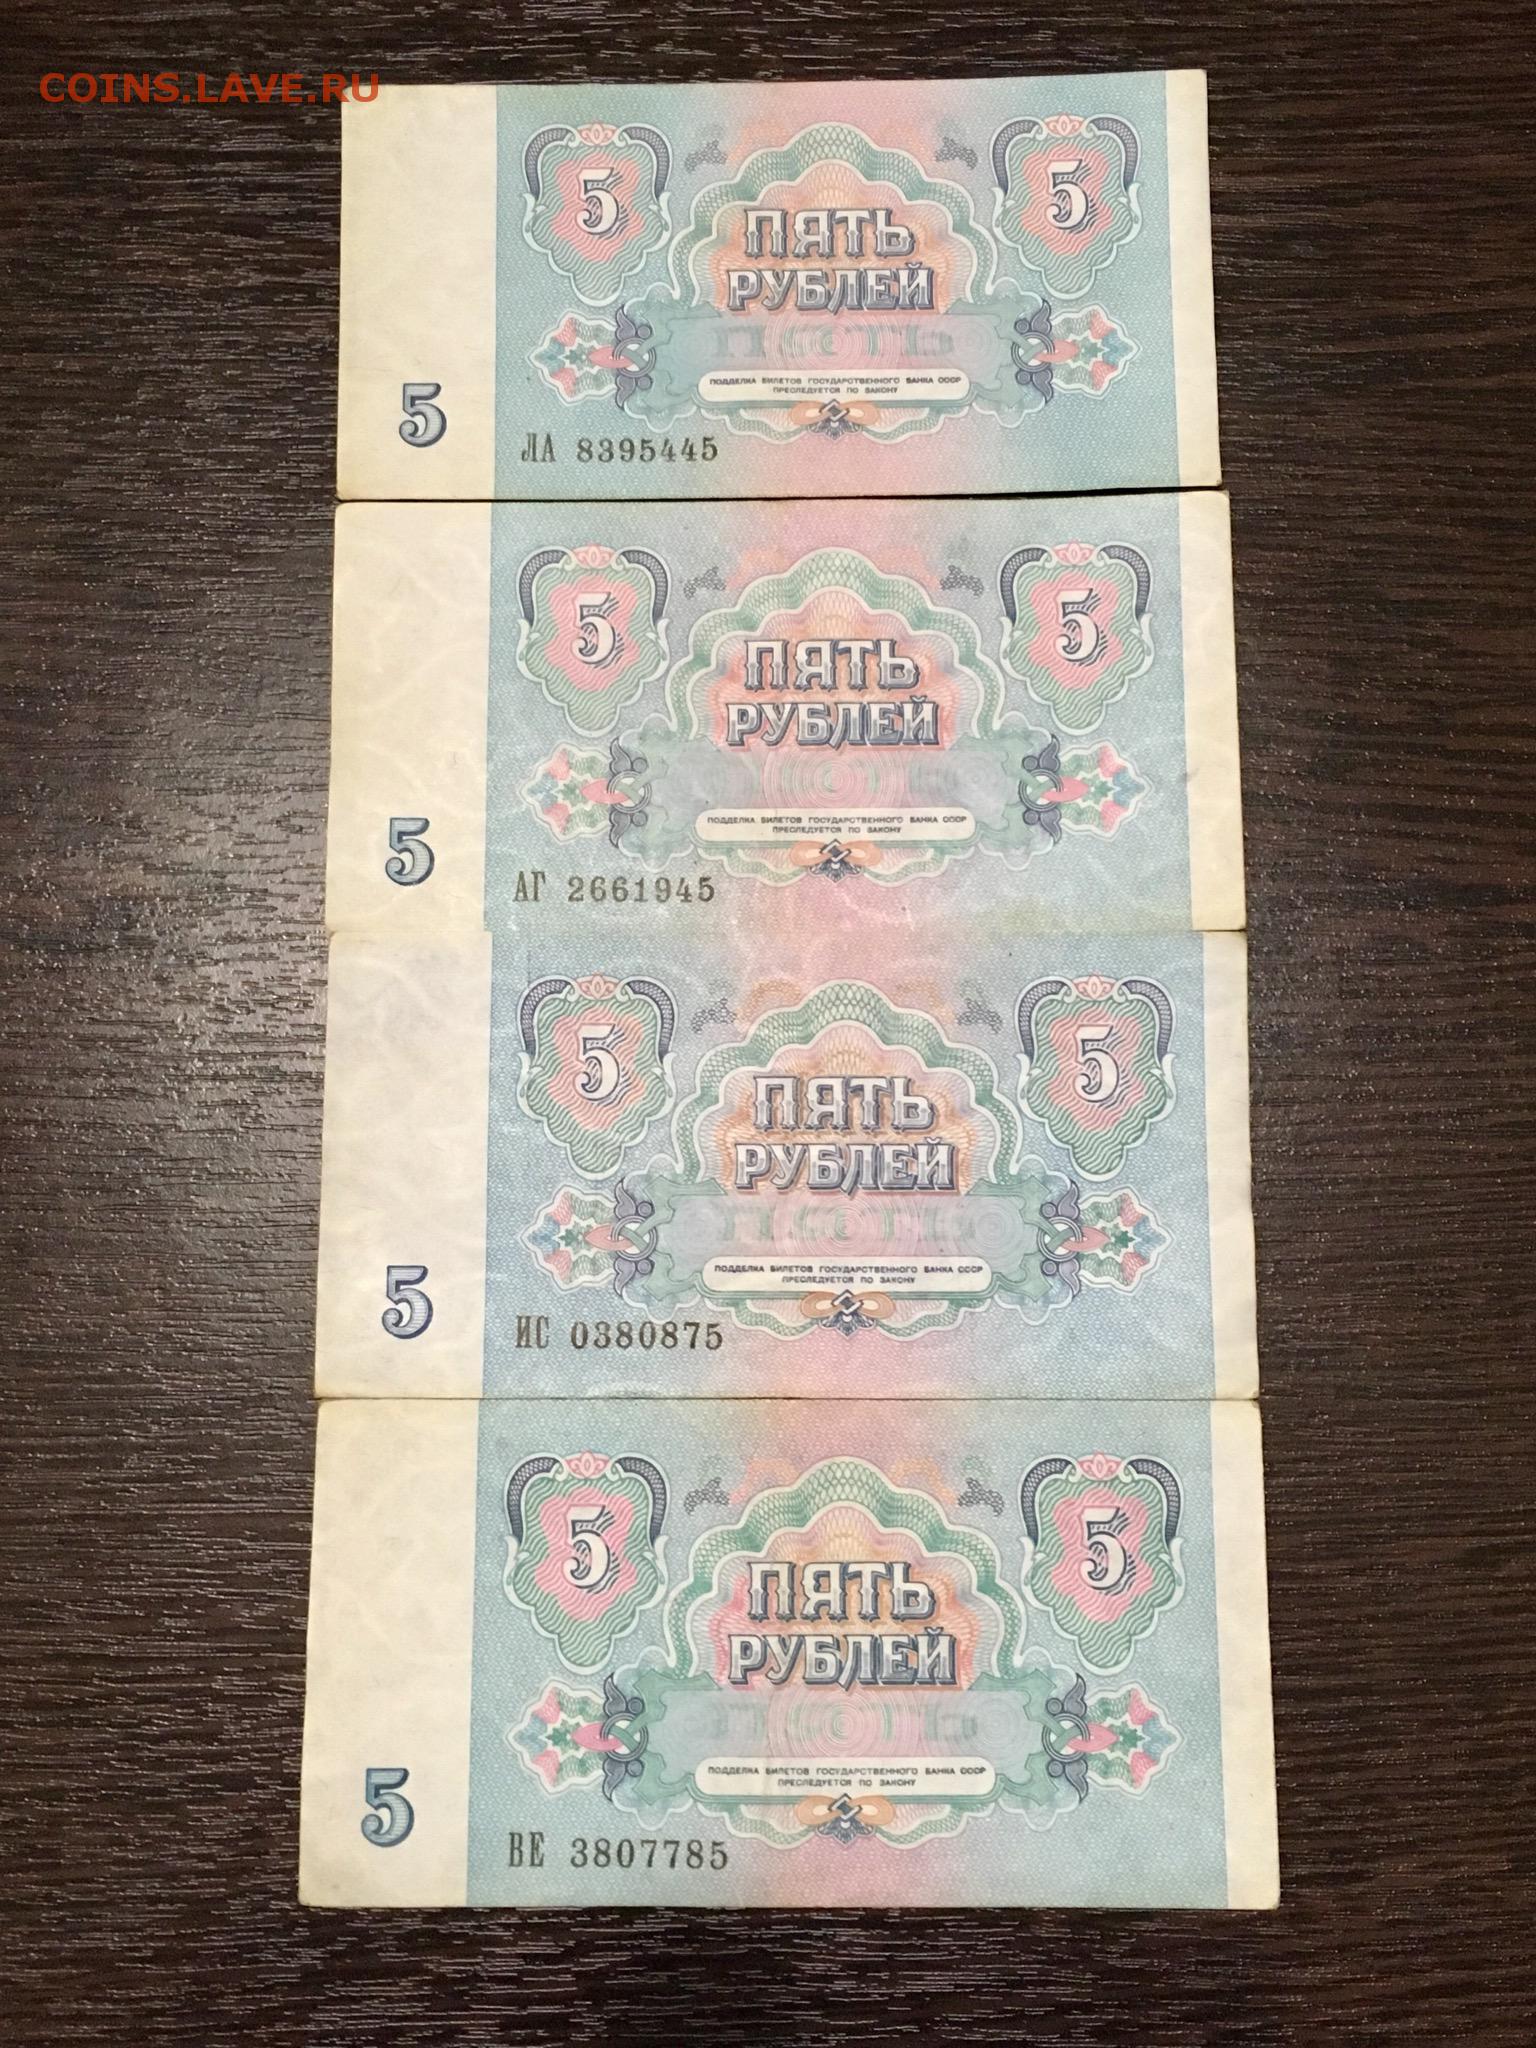 COINS.LAVE.RU
5
5
ПЯТЬ
РУБЛЕЙ
ПОДДЕЛКА БИЛЕТОВ ГОСУДАРСТВЕННОГО БАНКА СССР
ПРЕСЛЕДУЕТСЯ ПО ЗАКОНУ
5
ЛА 8395445
5
5
ПЯТЬ
РУБЛЕЙ
ПОДДЕЛКА БИЛЕТОВ ГОСУДАРСТВЕННОГО БАНКА СССР
ПРЕСЛЕДУЕТСЯ ПО ЗАКОНУ
5
АГ 2661945
5
5
ПЯТЬ
РУБЛЕЙ
ПОДДЕЛКА БИЛЕТОВ ГОСУДАРСТВЕННОГО БАНКА СССР
ПРЕСЛЕДУЕТСЯ ПО ЗАКОНУ
5
ИС 0380875
5
5
ПЯТЬ
РУБЛЕЙ
ПОДДЕЛКА БИЛЕТОВ ГОСУДАРСТВЕННОГО БАНКА СССР
ПРЕСЛЕДУЕТСЯ ПО ЗАКОНУ
5
ВЕ 3807785